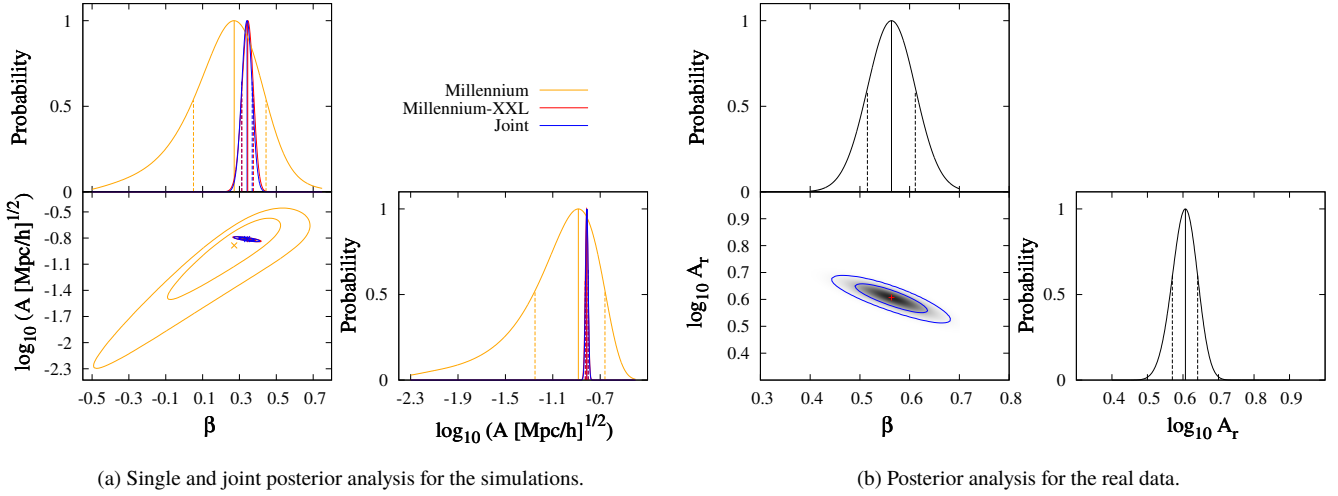 Probability
1
0.5
0
Millennium
Millennium-XXL
Joint
log10 (A [Mpc/h]^1/2)
-0.5
-0.8
-1.1
-1.4
-1.7
-2
-2.3
-0.5 -0.3 -0.1 0.1 0.3 0.5 0.7
β
Probability
1
0.5
0
-2.3 -1.9 -1.5 -1.1 -0.7
log10 (A [Mpc/h]^1/2)
(a) Single and joint posterior analysis for the simulations.
Probability
1
0.5
0
log10 Ar
0.9
0.8
0.7
0.6
0.5
0.4
0.3 0.4 0.5 0.6 0.7 0.8
β
Probability
1
0.5
0
0.4 0.5 0.6 0.7 0.8 0.9
log10 Ar
(b) Posterior analysis for the real data.